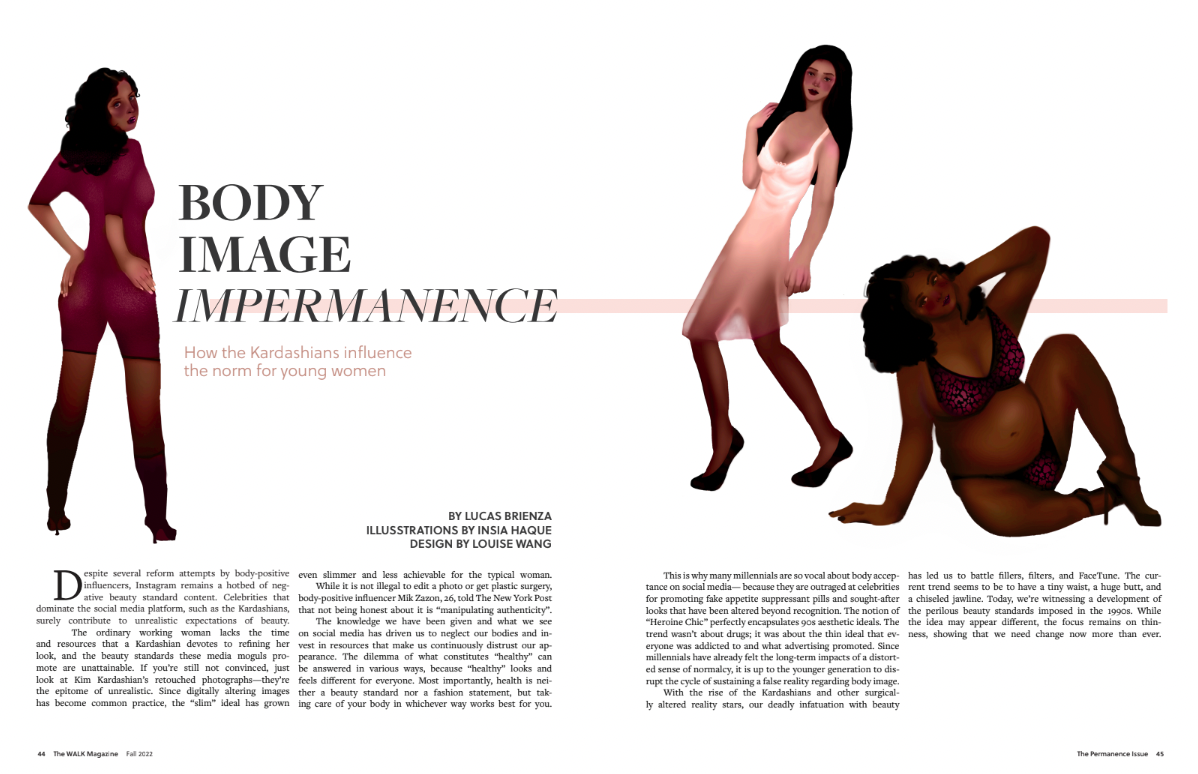 BODY
IMAGE
IMPERMANENCE
How the Kardashians influence
the norm for young women
BY LUCAS BRIENZA
ILLUSSTRATIONS BY INSIA HAQUE
DESIGN BY LOUISE WANG
Despite several reform attempts by body-positive
influencers, Instagram remains a hotbed of neg-
ative beauty standard content. Celebrities that
dominate the social media platform, such as the Kardashians,
surely contribute to unrealistic expectations of beauty.
The ordinary working woman lacks the time
and resources that a Kardashian devotes to refining her
look, and the beauty standards these media moguls pro-
mote are unattainable. If you're still not convinced, just
look at Kim Kardashian's retouched photographs—they're
the epitome of unrealistic. Since digitally altering images
has become common practice, the “slim” ideal has grown
even slimmer and less achievable for the typical woman.
While it is not illegal to edit a photo or get plastic surgery,
body-positive influencer Mik Zazon, 26, told The New York Post
that not being honest about it is “manipulating authenticity”.
The knowledge we have been given and what we see
on social media has driven us to neglect our bodies and in-
vest in resources that make us continuously distrust our ap-
pearance. The dilemma of what constitutes “healthy” can
be answered in various ways, because “healthy” looks and
feels different for everyone. Most importantly, health is nei-
ther a beauty standard nor a fashion statement, but tak-
ing care of your body in whichever way works best for you.
This is why many millennials are so vocal about body accep-
tance on social media— because they are outraged at celebrities
for promoting fake appetite suppressant pills and sought-after
looks that have been altered beyond recognition. The notion of
“Heroine Chic” perfectly encapsulates 90s aesthetic ideals. The
trend wasn't about drugs; it was about the thin ideal that ev-
eryone was addicted to and what advertising promoted. Since
millennials have already felt the long-term impacts of a distort-
ed sense of normalcy, it is up to the younger generation to dis-
rupt the cycle of sustaining a false reality regarding body image.
With the rise of the Kardashians and other surgical-
ly altered reality stars, our deadly infatuation with beauty
has led us to battle fillers, filters, and FaceTune. The cur-
rent trend seems to be to have a tiny waist, a huge butt, and
a chiseled jawline. Today, we're witnessing a development of
the perilous beauty standards imposed in the 1990s. While
the idea may appear different, the focus remains on thin-
ness, showing that we need change now more than ever.
44 The WALK Magazine Fall 2022
The Permanence Issue 45